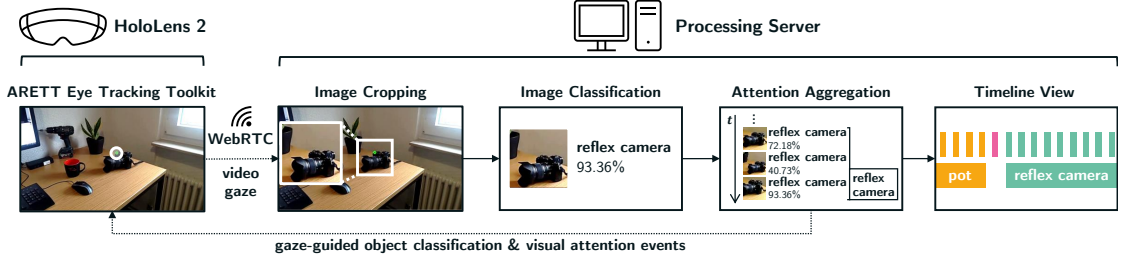 HoloLens 2
Processing Server
ARETT Eye Tracking Toolkit
Image Cropping
Image Classification
Attention Aggregation
Timeline View
WebRTC
video
gaze
reflex camera
93.36%
t
reflex camera
72.18%
reflex camera
40.73%
reflex camera
93.36%
reflex
camera
pot
reflex camera
gaze-guided object classification & visual attention events